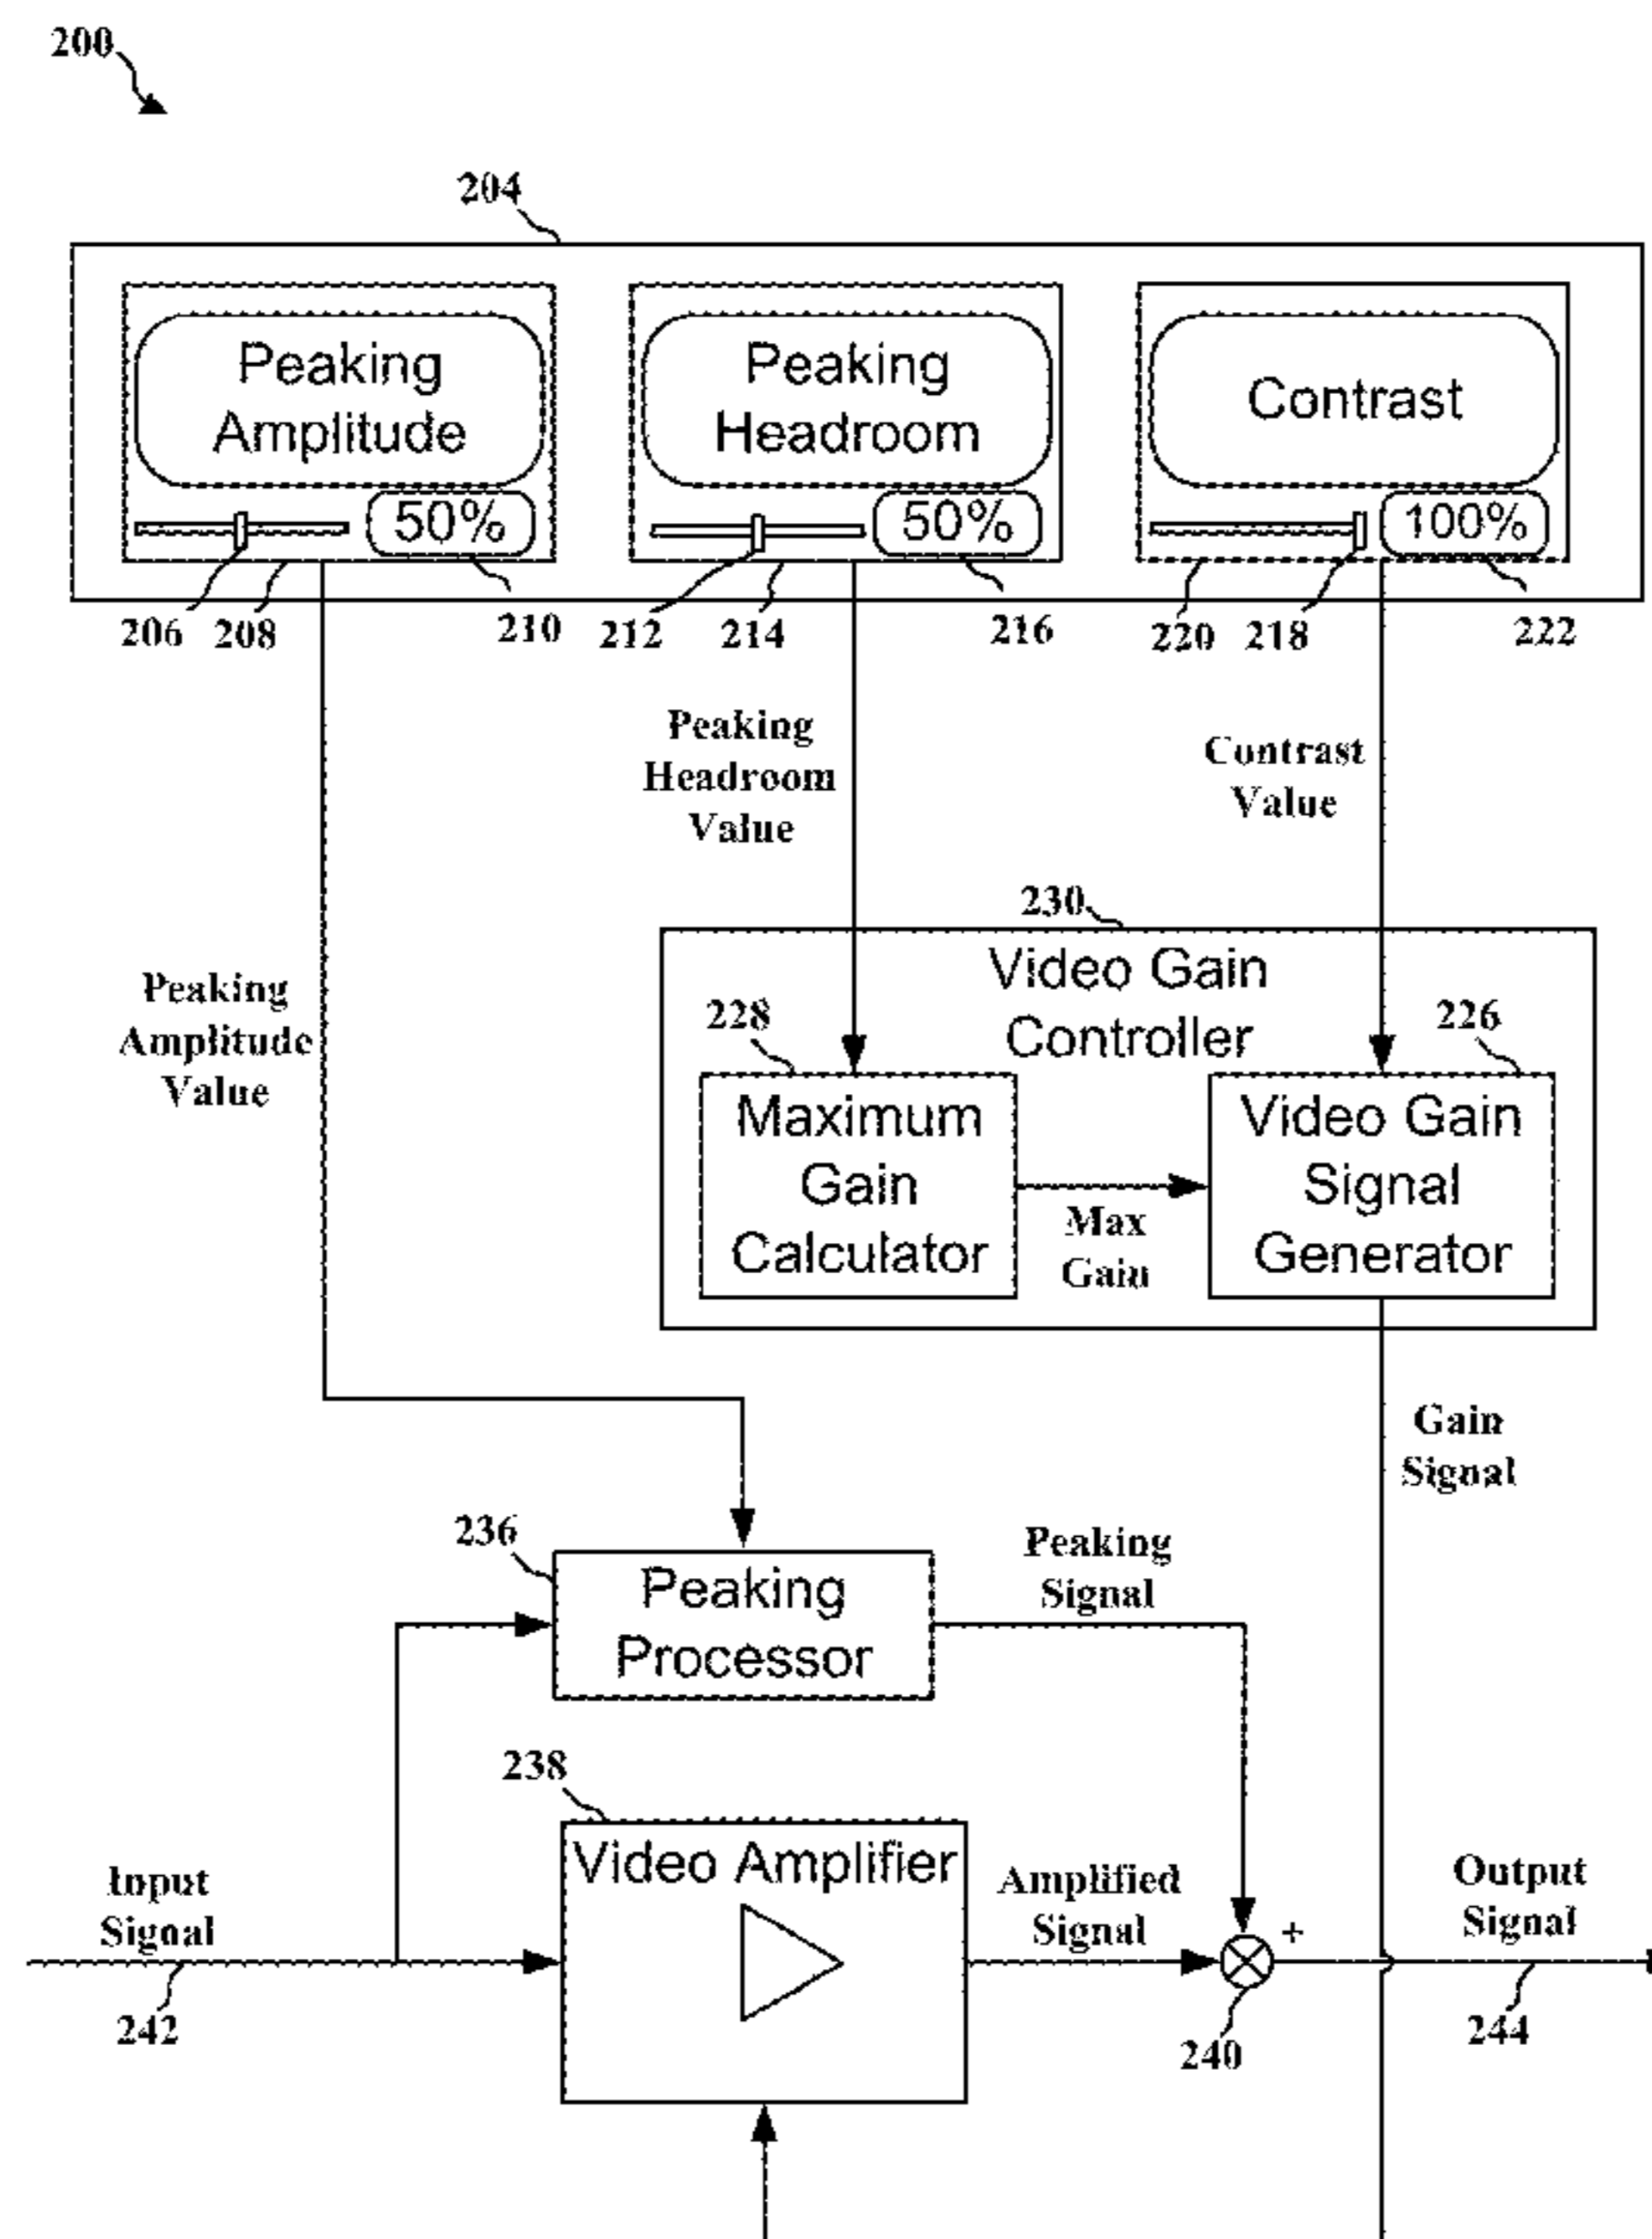 200
204
Peaking
Amplitude
50%
Peaking
Headroom
50%
Contrast
100%
206 208 210 212 214 216 220 218 222
Peaking
Headroom
Value
Contrast
Value
230
Video Gain
Controller
Peaking
Amplitude
Value
228
226
Maximum
Gain
Calculator
Max
Gain
Video Gain
Signal
Generator
Gain
Signal
236
Peaking
Processor
Peaking
Signal
238
Video Amplifier
Input
Signal
242
Amplified
Signal
+
240
Output
Signal
244